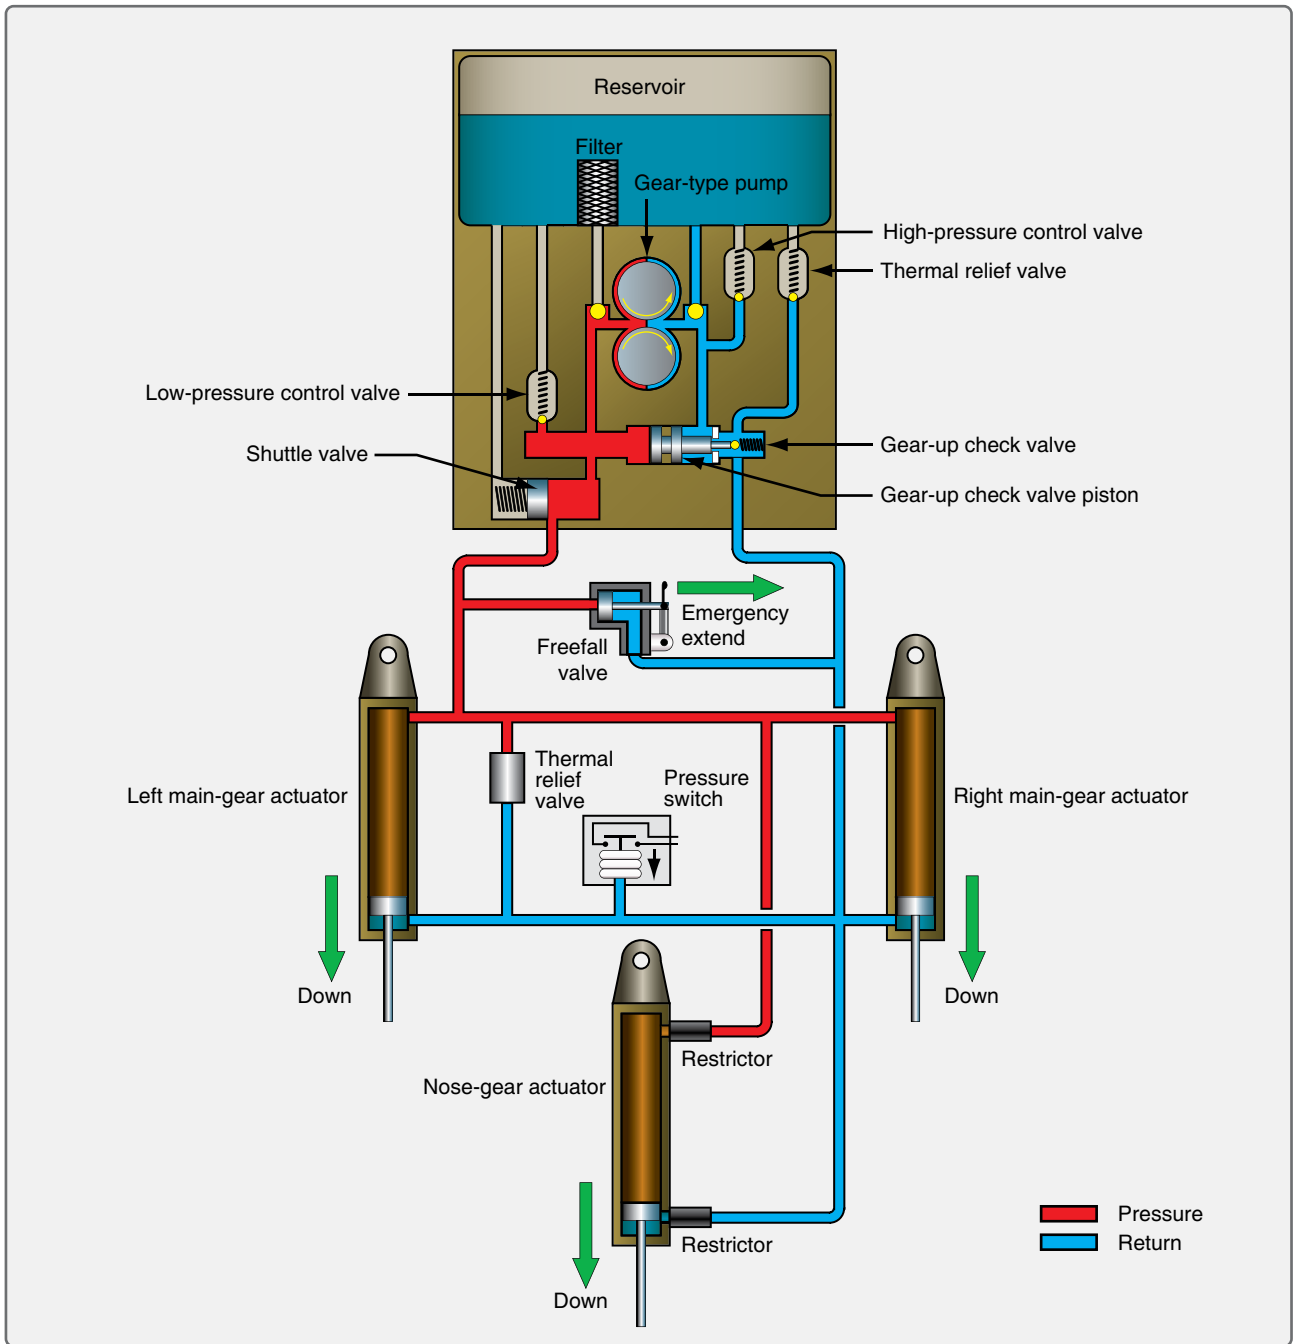 Reservoir
Filter
Gear-type pump
High-pressure control valve
Thermal relief valve
Low-pressure control valve
Shuttle valve
Gear-up check valve
Gear-up check valve piston
Emergency
extend
Freefall
valve
Thermal
relief
valve
Pressure
switch
Left main-gear actuator
Right main-gear actuator
Down
Down
Restrictor
Nose-gear actuator
Restrictor
Down
Pressure
Return